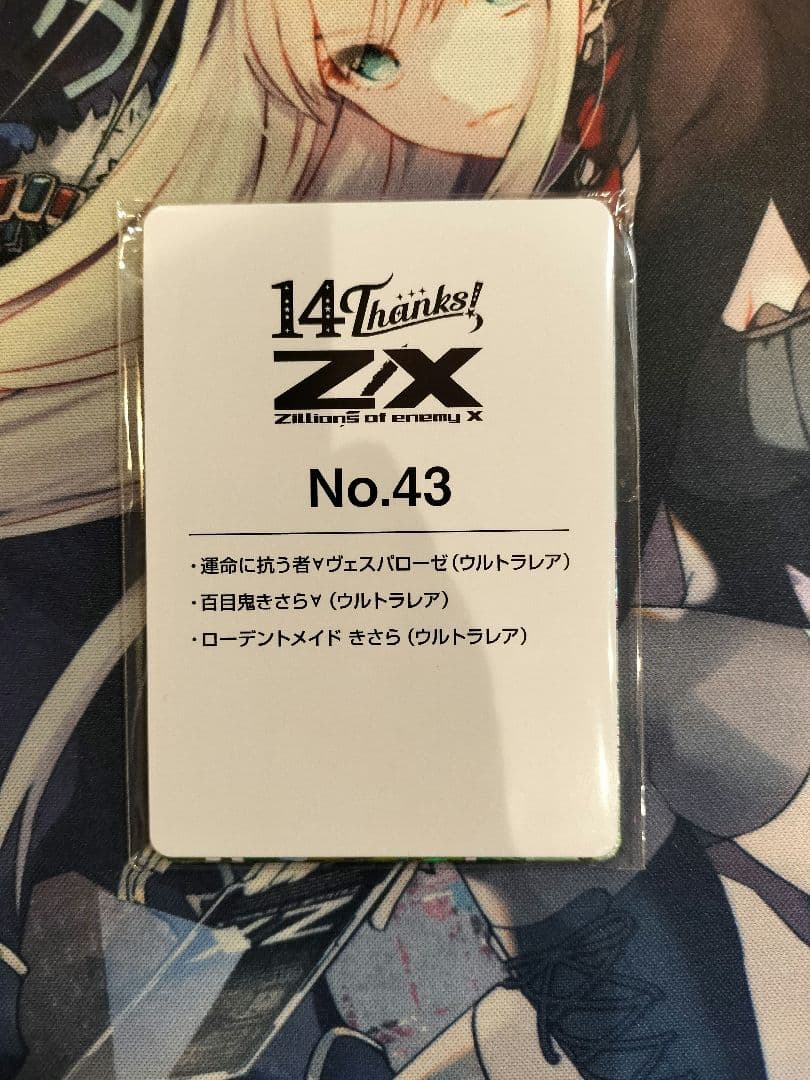 14 Thanks!
Z/X
Zillions of enemy X
No.43
・運命に抗う者∀ヴェスパローゼ(ウルトラレア)
・百目鬼きさら∀ (ウルトラレア)
・ローデントメイド きさら (ウルトラレア)